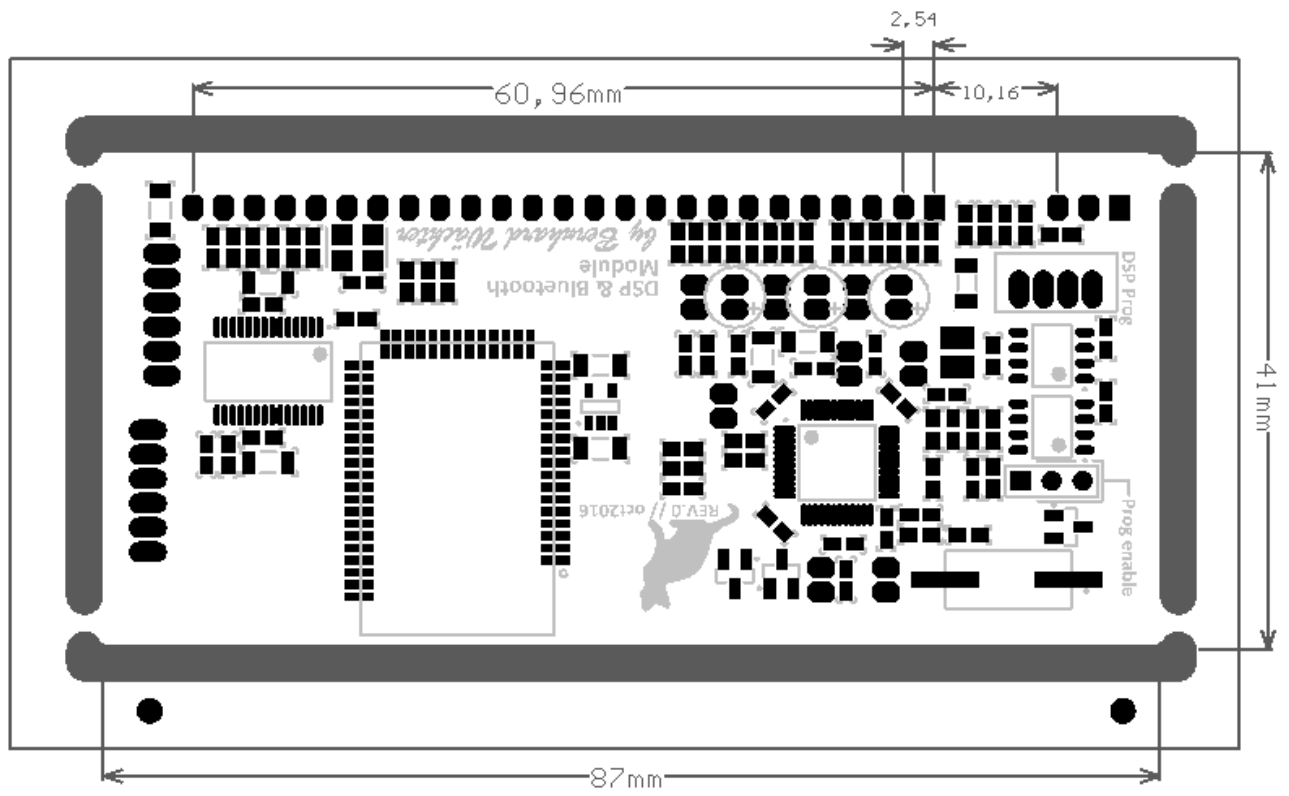 2,54
60,96mm
10,16
by Bernhard Wächter
DSP & Bluetooth
Module
DSP Prog
41mm
REV.0 // oct2016
Prog enable
87mm